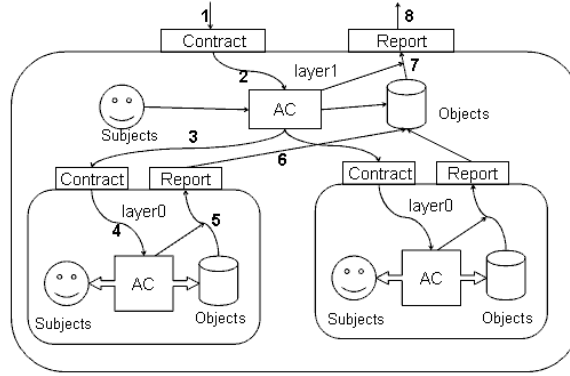 1
8
Contract
Report
2
layer1
7
AC
Subjects
Objects
3
6
Contract
Report
Contract
Report
layer0
4
5
AC
Subjects
Objects
layer0
AC
Subjects
Objects